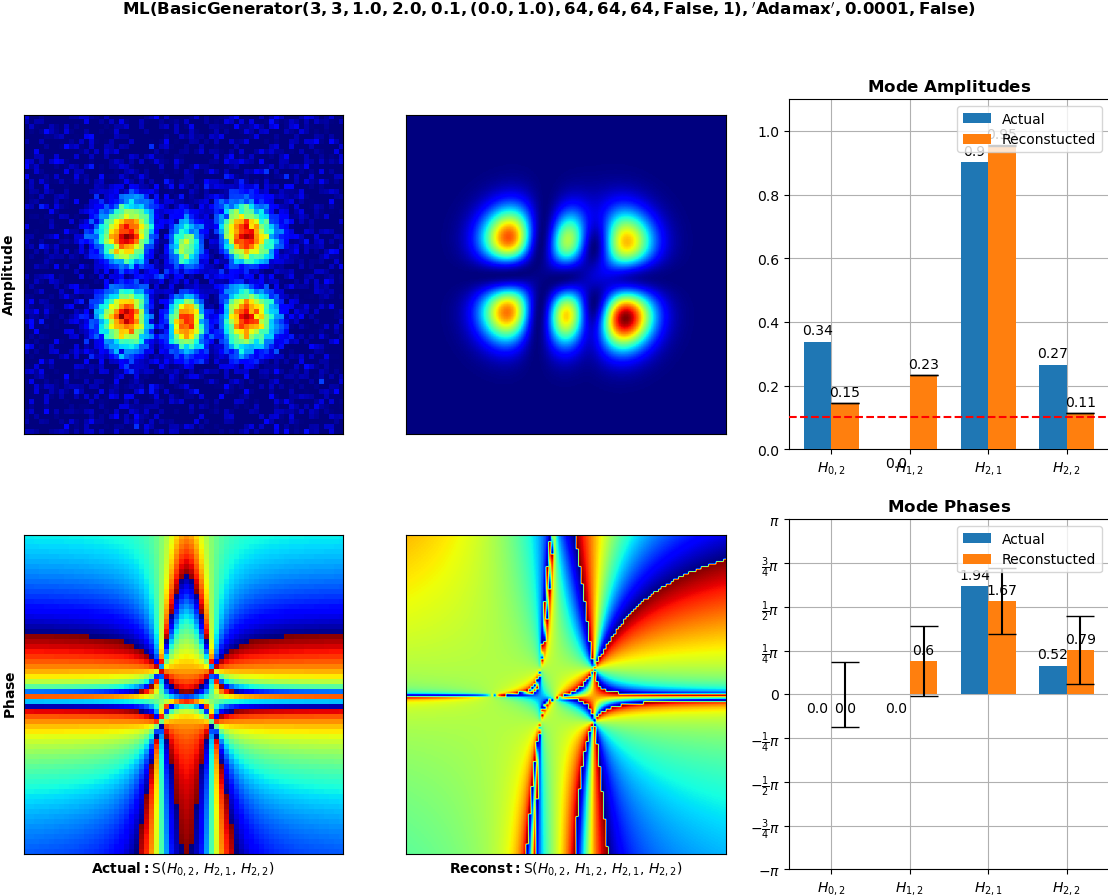 ML(BasicGenerator(3, 3, 1.0, 2.0, 0.1, (0.0, 1.0), 64, 64, 64, False, 1), ′Adamax′, 0.0001, False)
Amplitude
Mode Amplitudes
Actual
Reconstucted
1.0
0.8
0.6
0.4
0.2
0.0
0.34
0.15
0.0
0.23
0.9
0.95
0.27
0.11
H0,2
H1,2
H2,1
H2,2
Phase
Actual: S(H0,2, H2,1, H2,2)
Reconst: S(H0,2, H1,2, H2,1, H2,2)
Mode Phases
Actual
Reconstucted
π
3/4π
1/2π
1/4π
0
−1/4π
−1/2π
−3/4π
−π
0.0
0.0
0.0
0.6
1.94
1.67
0.52
0.79
H0,2
H1,2
H2,1
H2,2